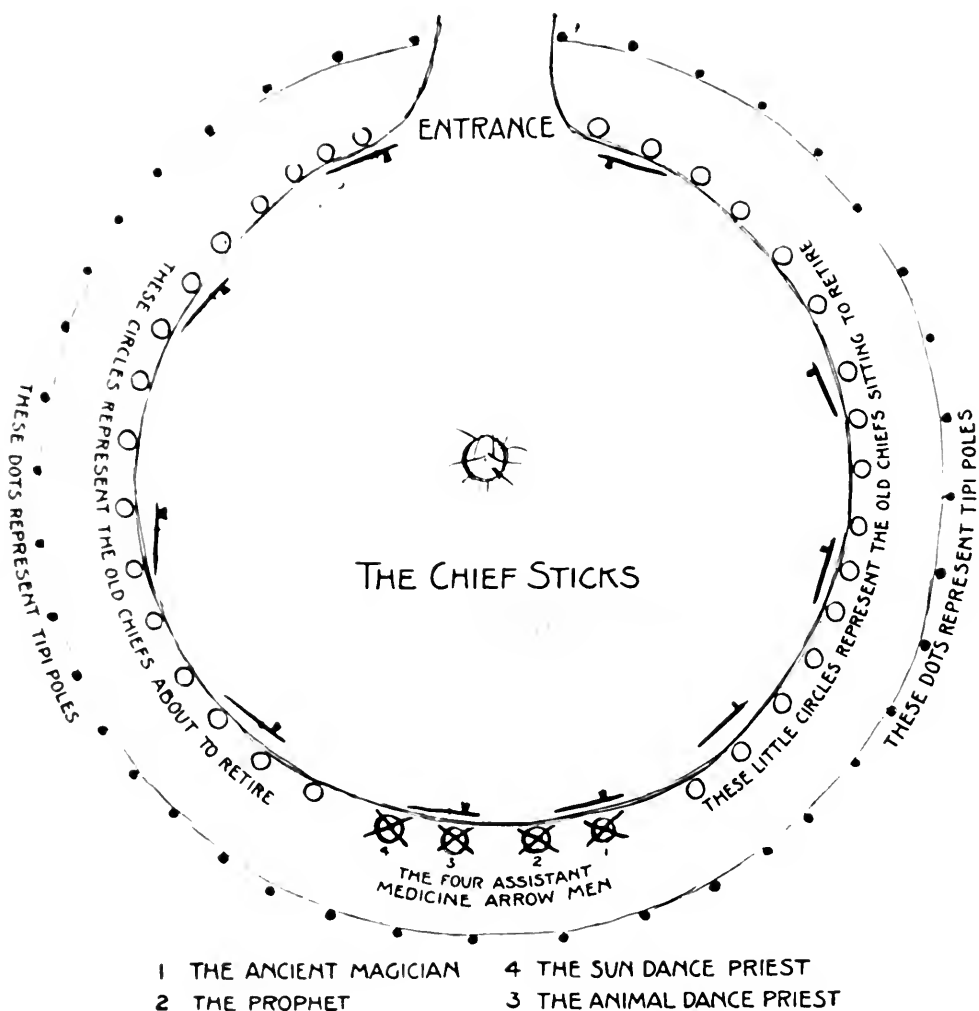 ENTRANCE
THESE CIRCLES REPRESENT THE OLD CHIEFS ABOUT TO RETIRE
THESE LITTLE CIRCLES REPRESENT THE OLD CHIEFS SITTING TO RETIRE
THESE DOTS REPRESENT TIPI POLES
THESE DOTS REPRESENT TIPI POLES
THE CHIEF STICKS
4 3 2 1
THE FOUR ASSISTANT
MEDICINE ARROW MEN
1 THE ANCIENT MAGICIAN 4 THE SUN DANCE PRIEST
2 THE PROPHET 3 THE ANIMAL DANCE PRIEST